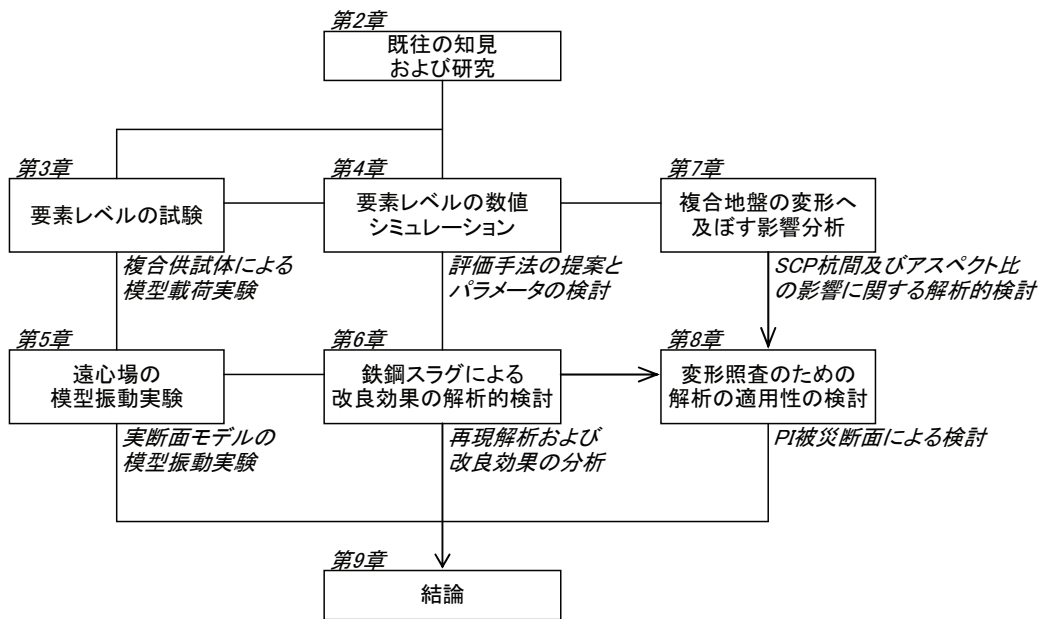 第2章
既往の知見
および研究
第3章
要素レベルの試験
複合供試体による
模型載荷実験
第4章
要素レベルの数値
シミュレーション
評価手法の提案と
パラメータの検討
第7章
複合地盤の変形へ
及ぼす影響分析
SCP杭間及びアスペクト比
の影響に関する解析的検討
第5章
遠心場の
模型振動実験
実断面モデルの
模型振動実験
第6章
鉄鋼スラグによる
改良効果の解析的検討
再現解析および
改良効果の分析
第8章
変形照査のための
解析の適用性の検討
PI被災断面による検討
第9章
結論